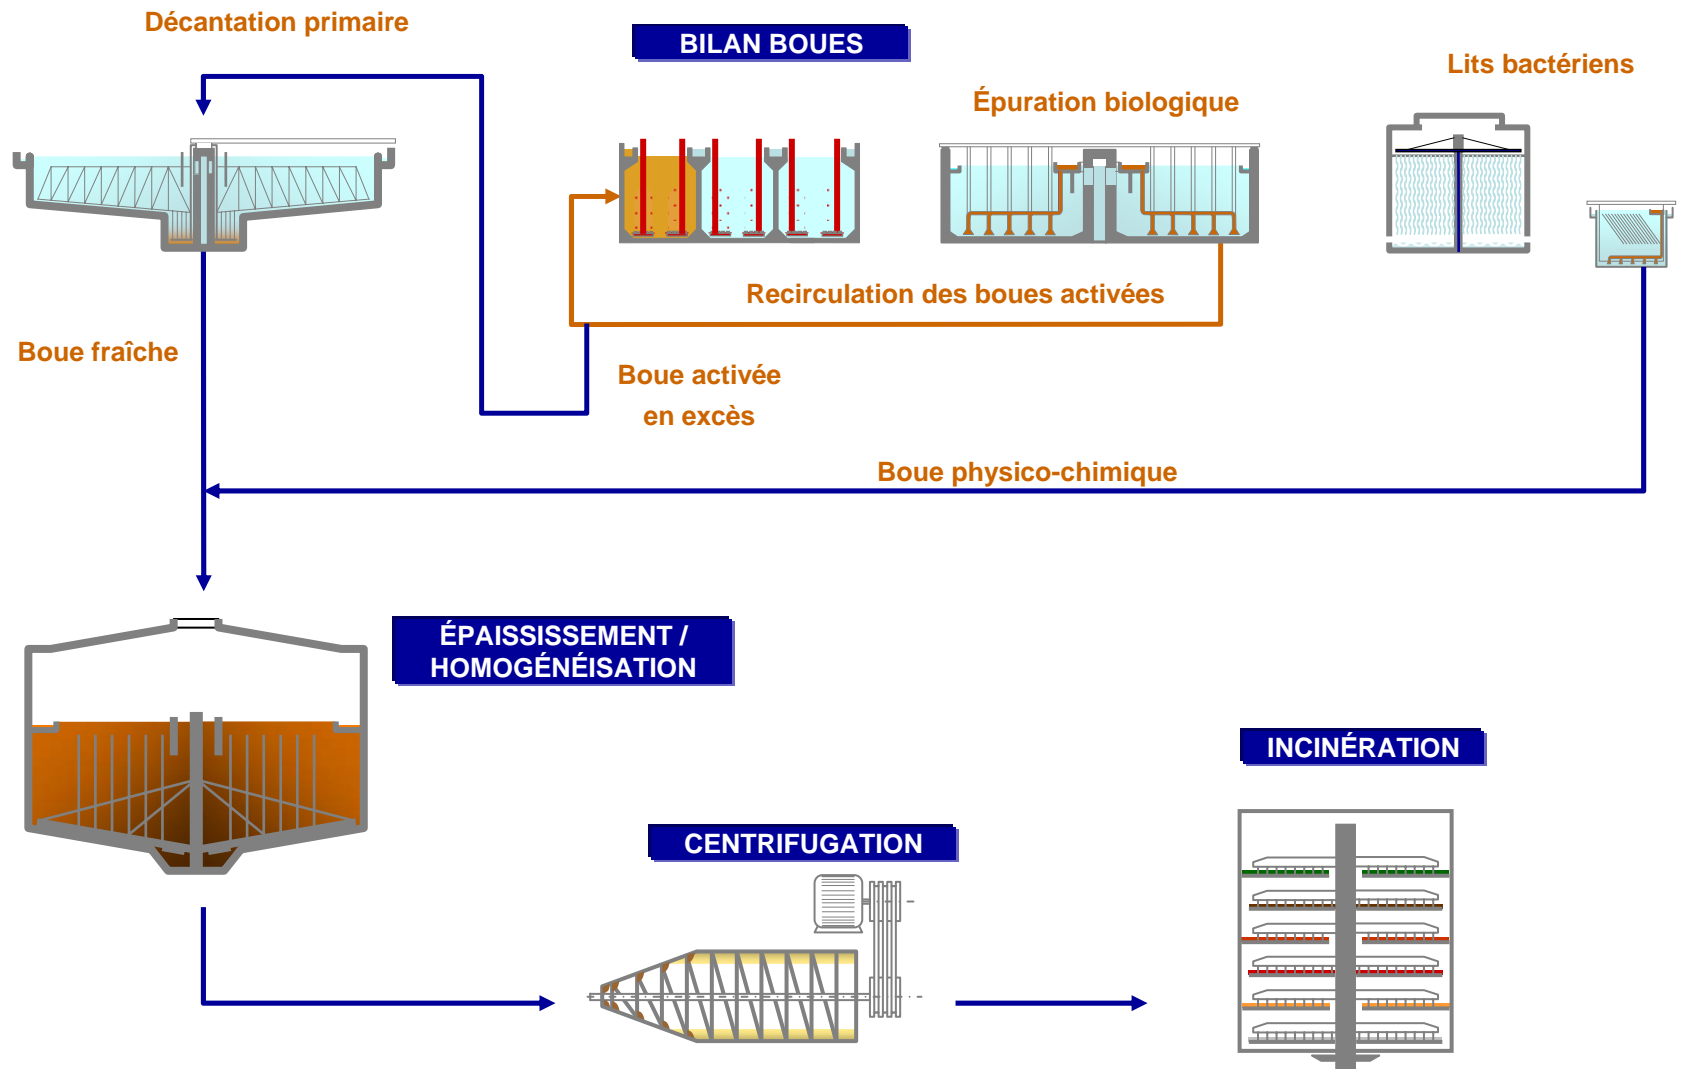 Décantation primaire
BILAN BOUES
Lits bactériens
Épuration biologique
Recirculation des boues activées
Boue fraîche
Boue activée
en excès
Boue physico-chimique
ÉPAISSISSEMENT /
HOMOGÉNÉISATION
INCINÉRATION
CENTRIFUGATION